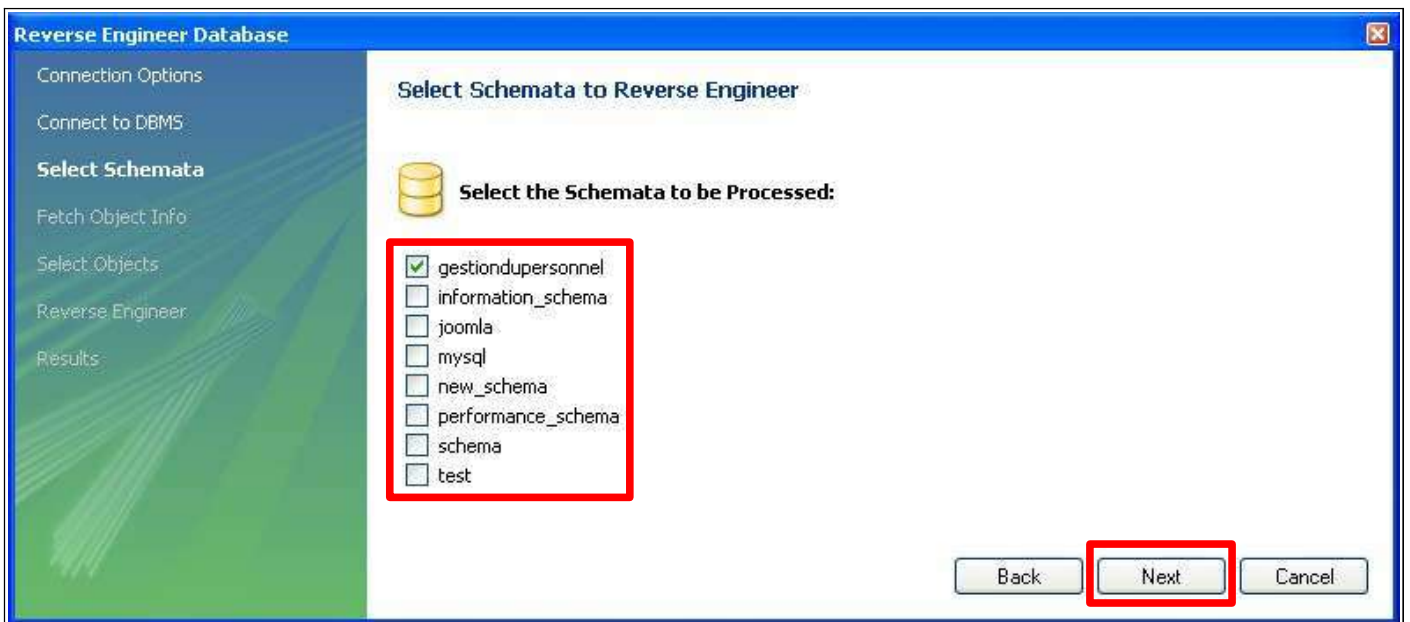 Reverse Engineer Database
Connection Options
Connect to DBMS
Select Schemata
Fetch Object Info
Select Objects
Reverse Engineer
Results
Select Schemata to Reverse Engineer
Select the Schemata to be Processed:
gestiondupersonnel
information_schema
joomla
mysql
new_schema
performance_schema
schema
test
Back Next Cancel